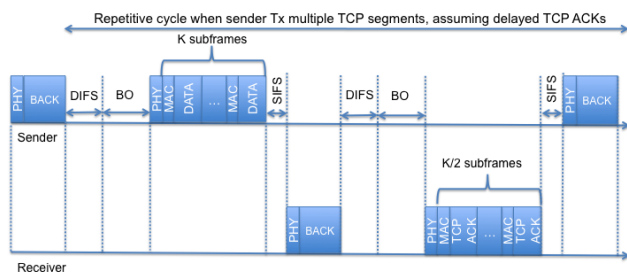 Repetitive cycle when sender Tx multiple TCP segments, assuming delayed TCP ACKs
K subframes
PHY
BACK
DIFS
BO
PHY
MAC
DATA
...
MAC
DATA
SIFS
DIFS
BO
SIFS
PHY
BACK
Sender
K/2 subframes
PHY
BACK
PHY
MAC
TCP
ACK
...
MAC
TCP
ACK
Receiver